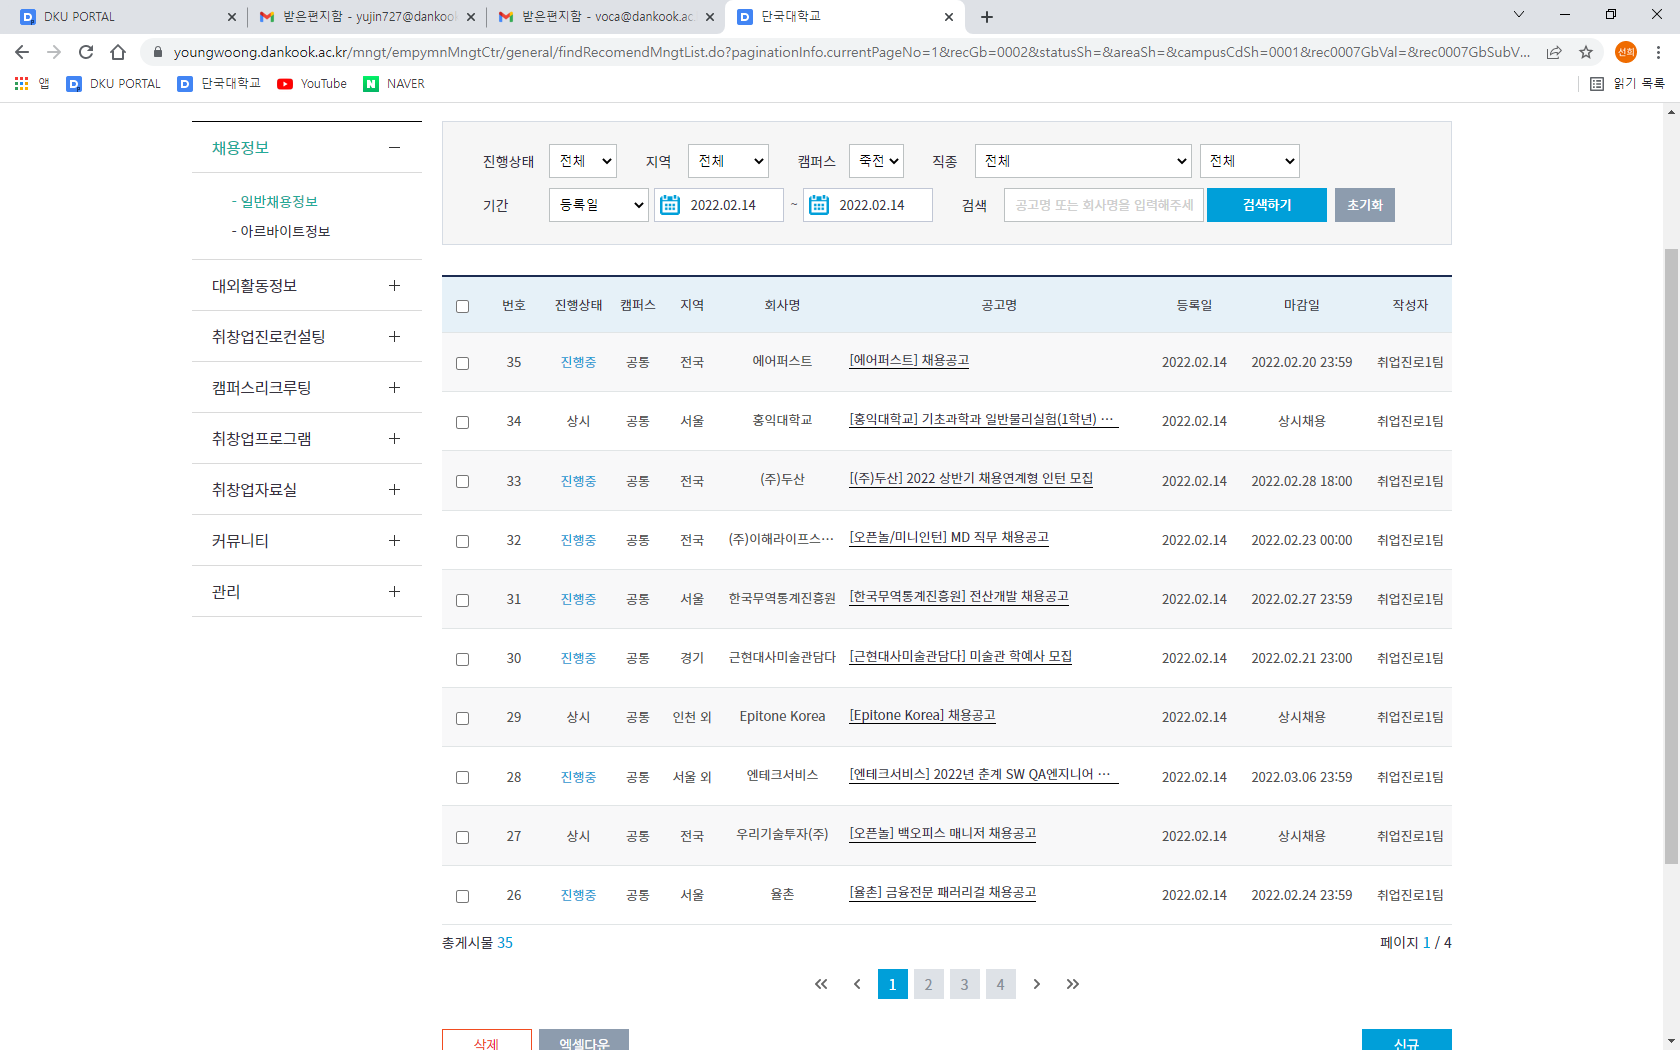 DKU PORTAL
받은편지함 - yujin727@dankook
받은편지함 - voca@dankook.ac.
단국대학교
youngwoong.dankook.ac.kr/mngt/empymnMngtCtr/general/findRecomendMngtList.do?paginationInfo.currentPageNo=1&recGb=0002&statusSh=&areaSh=&campusCdSh=0001&rec0007GbVal=&rec0007GbSubV...
선희
앱 DKU PORTAL 단국대학교 YouTube NAVER 읽기 목록
채용정보
- 일반채용정보
- 아르바이트정보
대외활동정보
취창업진로컨설팅
캠퍼스리크루팅
취창업프로그램
취창업자료실
커뮤니티
관리
진행상태 전체 지역 전체 캠퍼스 죽전 직종 전체 전체
기간 등록일 2022.02.14 ~ 2022.02.14 검색 공고명 또는 회사명을 입력해주세 검색하기 초기화
번호 진행상태 캠퍼스 지역 회사명 공고명 등록일 마감일 작성자
35 진행중 공통 전국 에어퍼스트 [에어퍼스트] 채용공고 2022.02.14 2022.02.20 23:59 취업진로1팀
34 상시 공통 서울 홍익대학교 [홍익대학교] 기초과학과 일반물리실험(1학년) ... 2022.02.14 상시채용 취업진로1팀
33 진행중 공통 전국 (주)두산 [(주)두산] 2022 상반기 채용연계형 인턴 모집 2022.02.14 2022.02.28 18:00 취업진로1팀
32 진행중 공통 전국 (주)이해라이프스... [오픈놀/미니인턴] MD 직무 채용공고 2022.02.14 2022.02.23 00:00 취업진로1팀
31 진행중 공통 서울 한국무역통계진흥원 [한국무역통계진흥원] 전산개발 채용공고 2022.02.14 2022.02.27 23:59 취업진로1팀
30 진행중 공통 경기 근현대사미술관담다 [근현대사미술관담다] 미술관 학예사 모집 2022.02.14 2022.02.21 23:00 취업진로1팀
29 상시 공통 인천 외 Epitone Korea [Epitone Korea] 채용공고 2022.02.14 상시채용 취업진로1팀
28 진행중 공통 서울 외 엔테크서비스 [엔테크서비스] 2022년 춘계 SW QA엔지니어 ... 2022.02.14 2022.03.06 23:59 취업진로1팀
27 상시 공통 전국 우리기술투자(주) [오픈놀] 백오피스 매니저 채용공고 2022.02.14 상시채용 취업진로1팀
26 진행중 공통 서울 율촌 [율촌] 금융전문 패러리걸 채용공고 2022.02.14 2022.02.24 23:59 취업진로1팀
총게시물 35 페이지 1 / 4
1 2 3 4
삭제 엑셀다운 신규